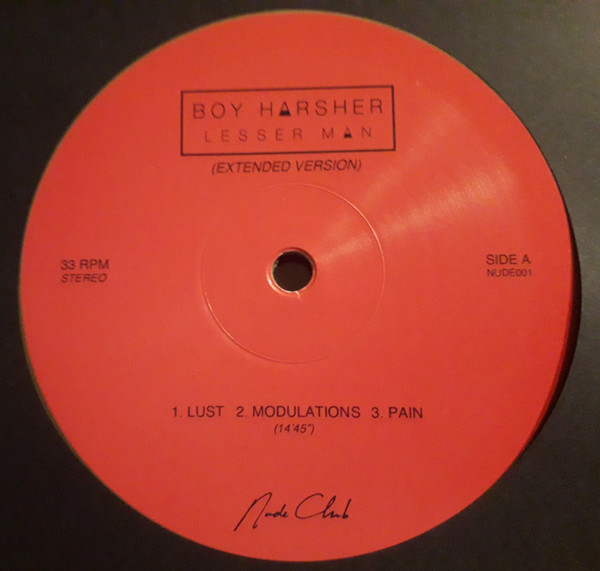 BOY HARSHER
LESSER MAN
(EXTENDED VERSION)
33 RPM
STEREO
SIDE A
NUDE001
1. LUST 2. MODULATIONS 3. PAIN
(14'45")
Nude Club